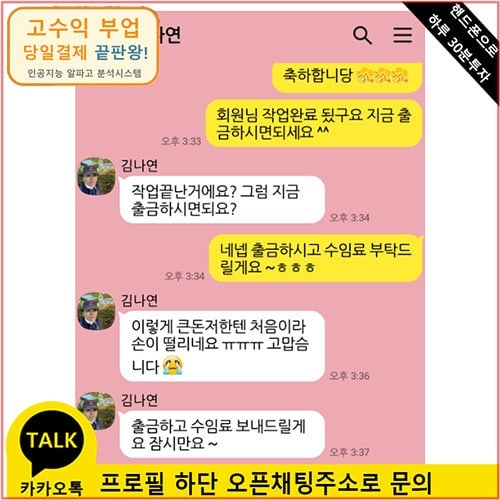 고수익 부업
당일결제 끝판왕!
인공지능 알파고 분석시스템
나연
핸드폰으로
하루 30분투자
축하합니당
회원님 작업완료 됬구요 지금 출
금하시면되세요 ^^
오후 3:33
김나연
작업끝난거에요? 그럼 지금
출금하시면되요?
오후 3:34
네넵 출금하시고 수임료 부탁드
릴게요 ~ㅎㅎㅎ
오후 3:34
김나연
이렇게 큰돈저한텐 처음이라
손이 떨리네요 ㅠㅠㅠ 고맙습
니다
오후 3:36
김나연
출금하고 수임료 보내드릴게
요 잠시만요 ~
오후 3:37
TALK
카카오톡
프로필 하단 오픈채팅주소로 문의